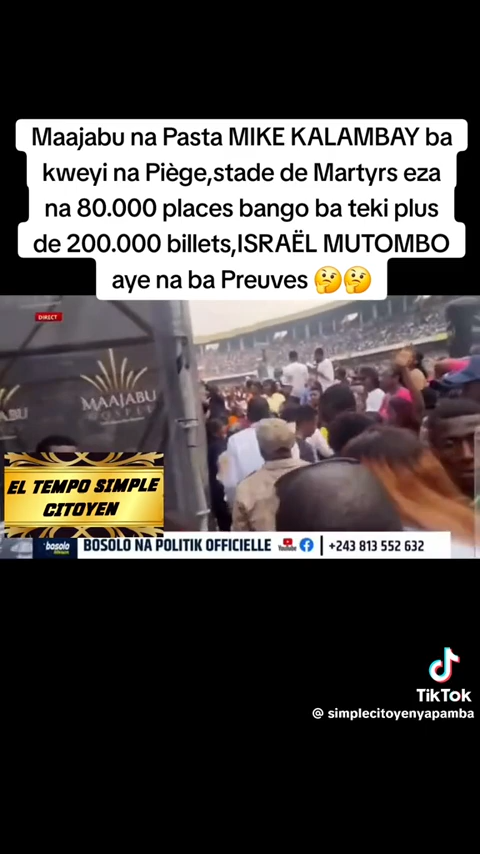 Maajabu na Pasta MIKE KALAMBAY ba
kweyi na Piège,stade de Martyrs eza
na 80.000 places bango ba teki plus
de 200.000 billets,ISRAËL MUTOMBO
aye na ba Preuves 🤔🤔
DIRECT
MAAJABU
GOSPEL
EL TEMPO SIMPLE
CITOYEN
bosolo
BOSOLO NA POLITIK OFFICIELLE
YouTube
+243 813 552 632
TikTok
@ simplecitoyenyapamba